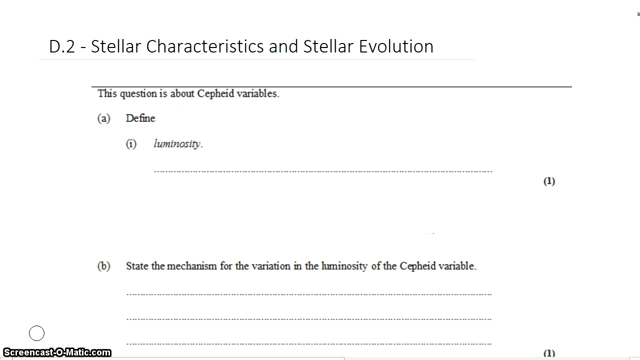 D.2 - Stellar Characteristics and Stellar Evolution
This question is about Cepheid variables.
(a) Define
(i) luminosity.
(1)
(b) State the mechanism for the variation in the luminosity of the Cepheid variable.
(1)
Screencast-O-Matic.com